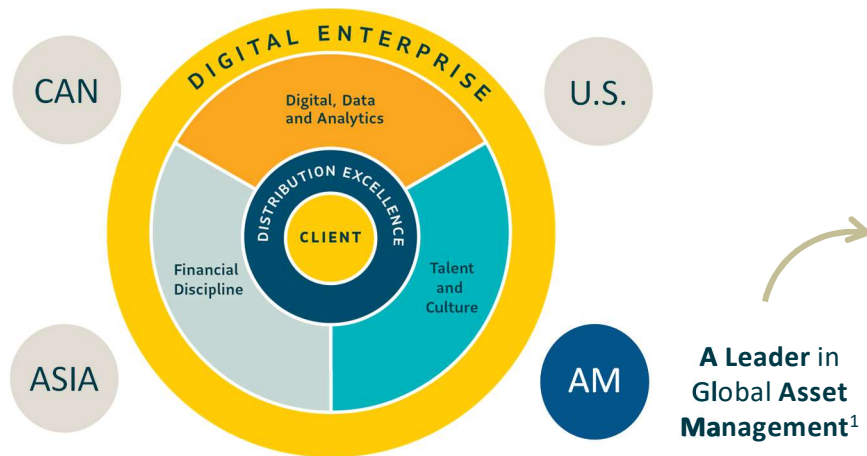 DIGITAL ENTERPRISE
CAN
U.S.
Digital, Data
and Analytics
DISTRIBUTION EXCELLENCE
CLIENT
Financial
Discipline
Talent
and
Culture
ASIA
AM
A Leader in
Global Asset
Management¹